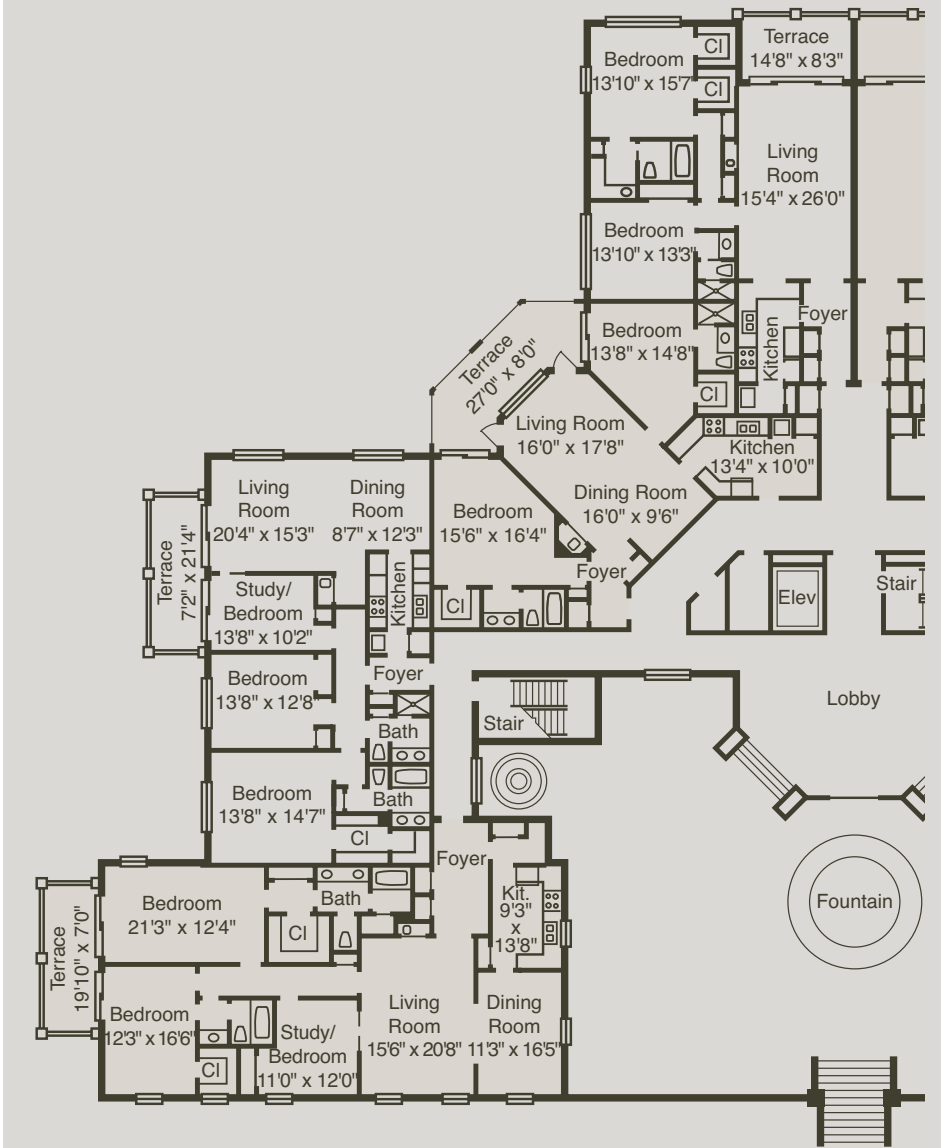 Bedroom
13'10" x 15'7"
Cl
Cl
Terrace
14'8" x 8'3"
Living
Room
15'4" x 26'0"
Bedroom
13'10" x 13'3"
Foyer
Kitchen
Bedroom
13'8" x 14'8"
Cl
Terrace
27'0" x 8'0"
Living Room
16'0" x 17'8"
Kitchen
13'4" x 10'0"
Dining Room
16'0" x 9'6"
Bedroom
15'6" x 16'4"
Foyer
Cl
Living
Room
20'4" x 15'3"
Dining
Room
8'7" x 12'3"
Terrace
7'2" x 21'4"
Study/
Bedroom
13'8" x 10'2"
Kitchen
Elev
Stair
Bedroom
13'8" x 12'8"
Foyer
Bath
Stair
Lobby
Bedroom
13'8" x 14'7"
Bath
Cl
Foyer
Bedroom
21'3" x 12'4"
Bath
Cl
Kit.
9'3"
x
13'8"
Fountain
Terrace
19'10" x 7'0"
Bedroom
12'3" x 16'6"
Cl
Study/
Bedroom
11'0" x 12'0"
Living
Room
15'6" x 20'8"
Dining
Room
11'3" x 16'5"